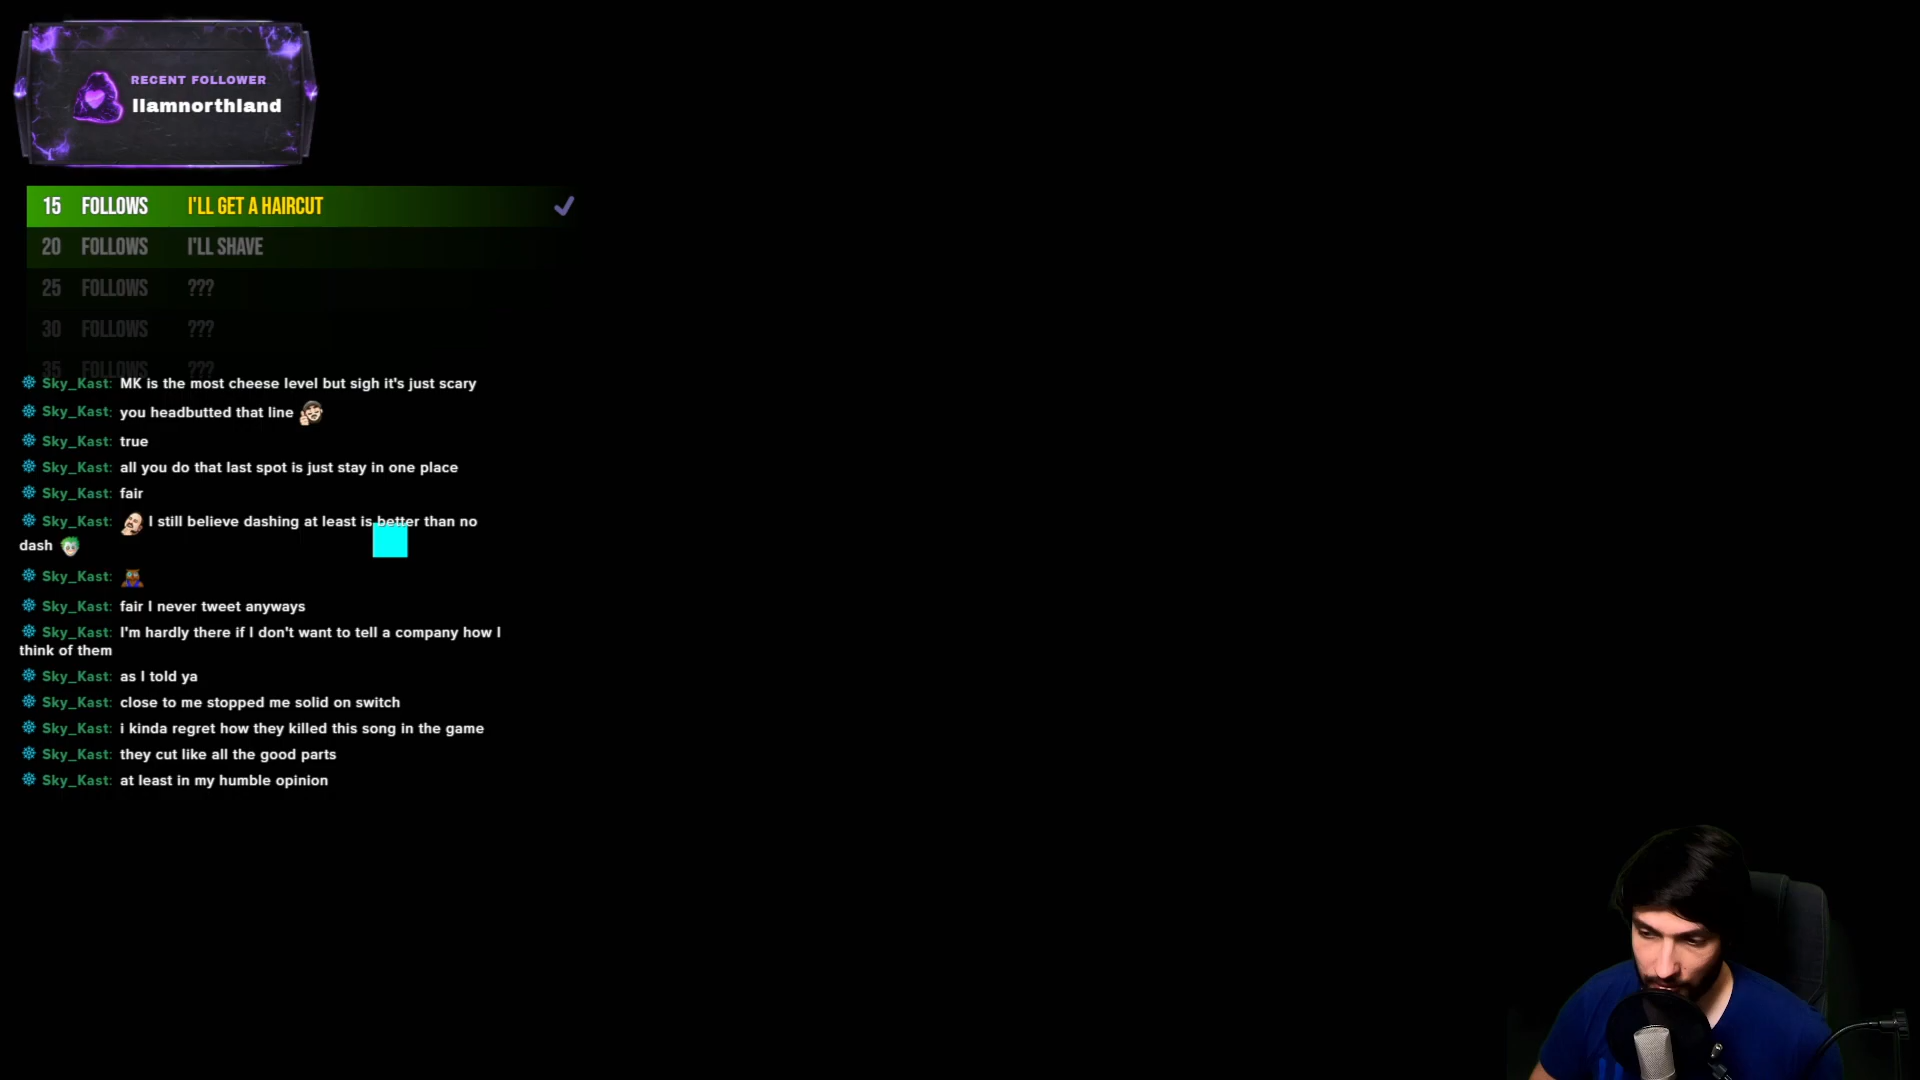 RECENT FOLLOWER
llamnorthland
15 FOLLOWS I'LL GET A HAIRCUT
20 FOLLOWS I'LL SHAVE
25 FOLLOWS ???
30 FOLLOWS ???
35 FOLLOWS ???
Sky_Kast: MK is the most cheese level but sigh it's just scary
Sky_Kast: you headbutted that line
Sky_Kast: true
Sky_Kast: all you do that last spot is just stay in one place
Sky_Kast: fair
Sky_Kast: I still believe dashing at least is better than no
dash
Sky_Kast:
Sky_Kast: fair I never tweet anyways
Sky_Kast: I'm hardly there if I don't want to tell a company how I
think of them
Sky_Kast: as I told ya
Sky_Kast: close to me stopped me solid on switch
Sky_Kast: i kinda regret how they killed this song in the game
Sky_Kast: they cut like all the good parts
Sky_Kast: at least in my humble opinion